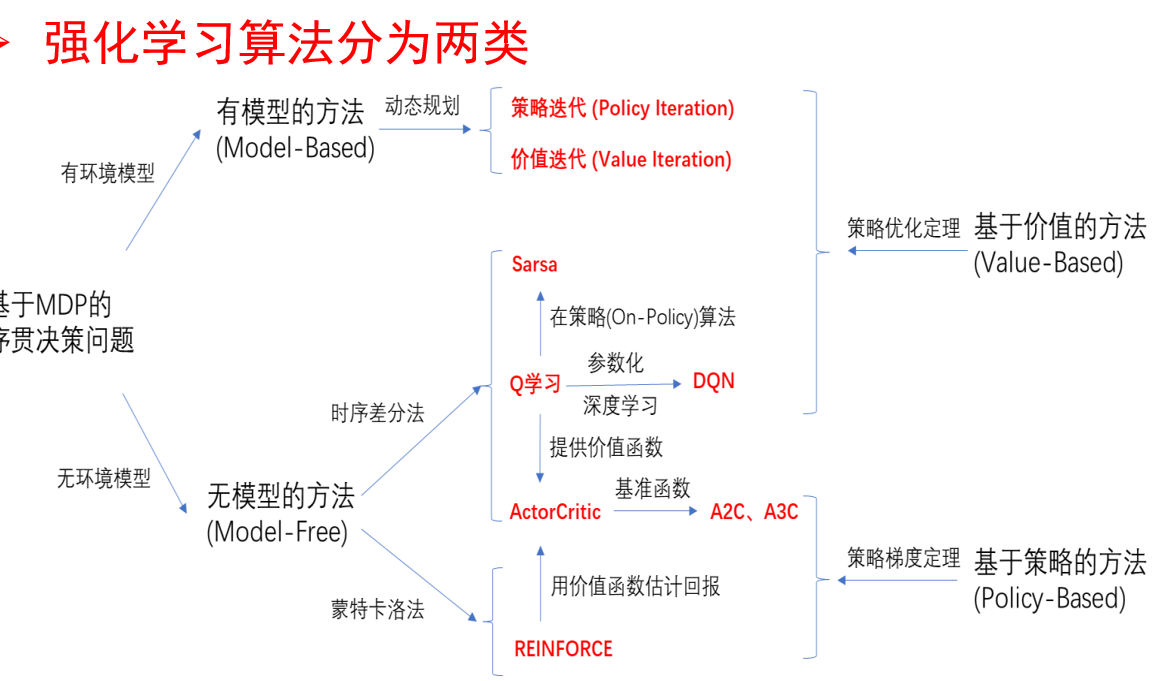 强化学习算法分为两类
有模型的方法
(Model-Based)
动态规划
策略迭代 (Policy Iteration)
价值迭代 (Value Iteration)
有环境模型
策略优化定理
基于价值的方法
(Value-Based)
Sarsa
在策略(On-Policy)算法
基于MDP的
序贯决策问题
Q学习
参数化
深度学习
DQN
时序差分法
提供价值函数
无环境模型
无模型的方法
(Model-Free)
ActorCritic
基准函数
A2C、A3C
策略梯度定理
基于策略的方法
(Policy-Based)
用价值函数估计回报
蒙特卡洛法
REINFORCE